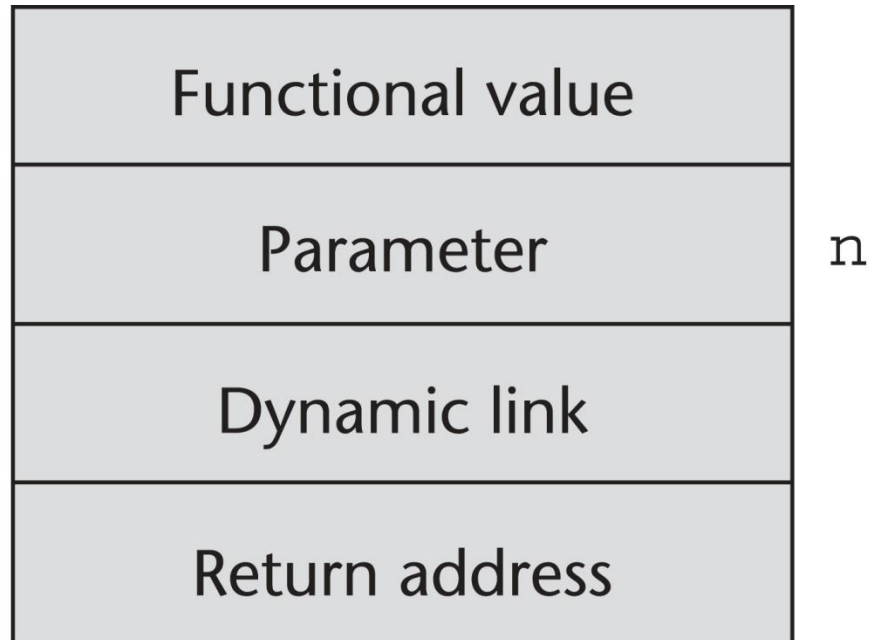 Functional value
Parameter n
Dynamic link
Return address